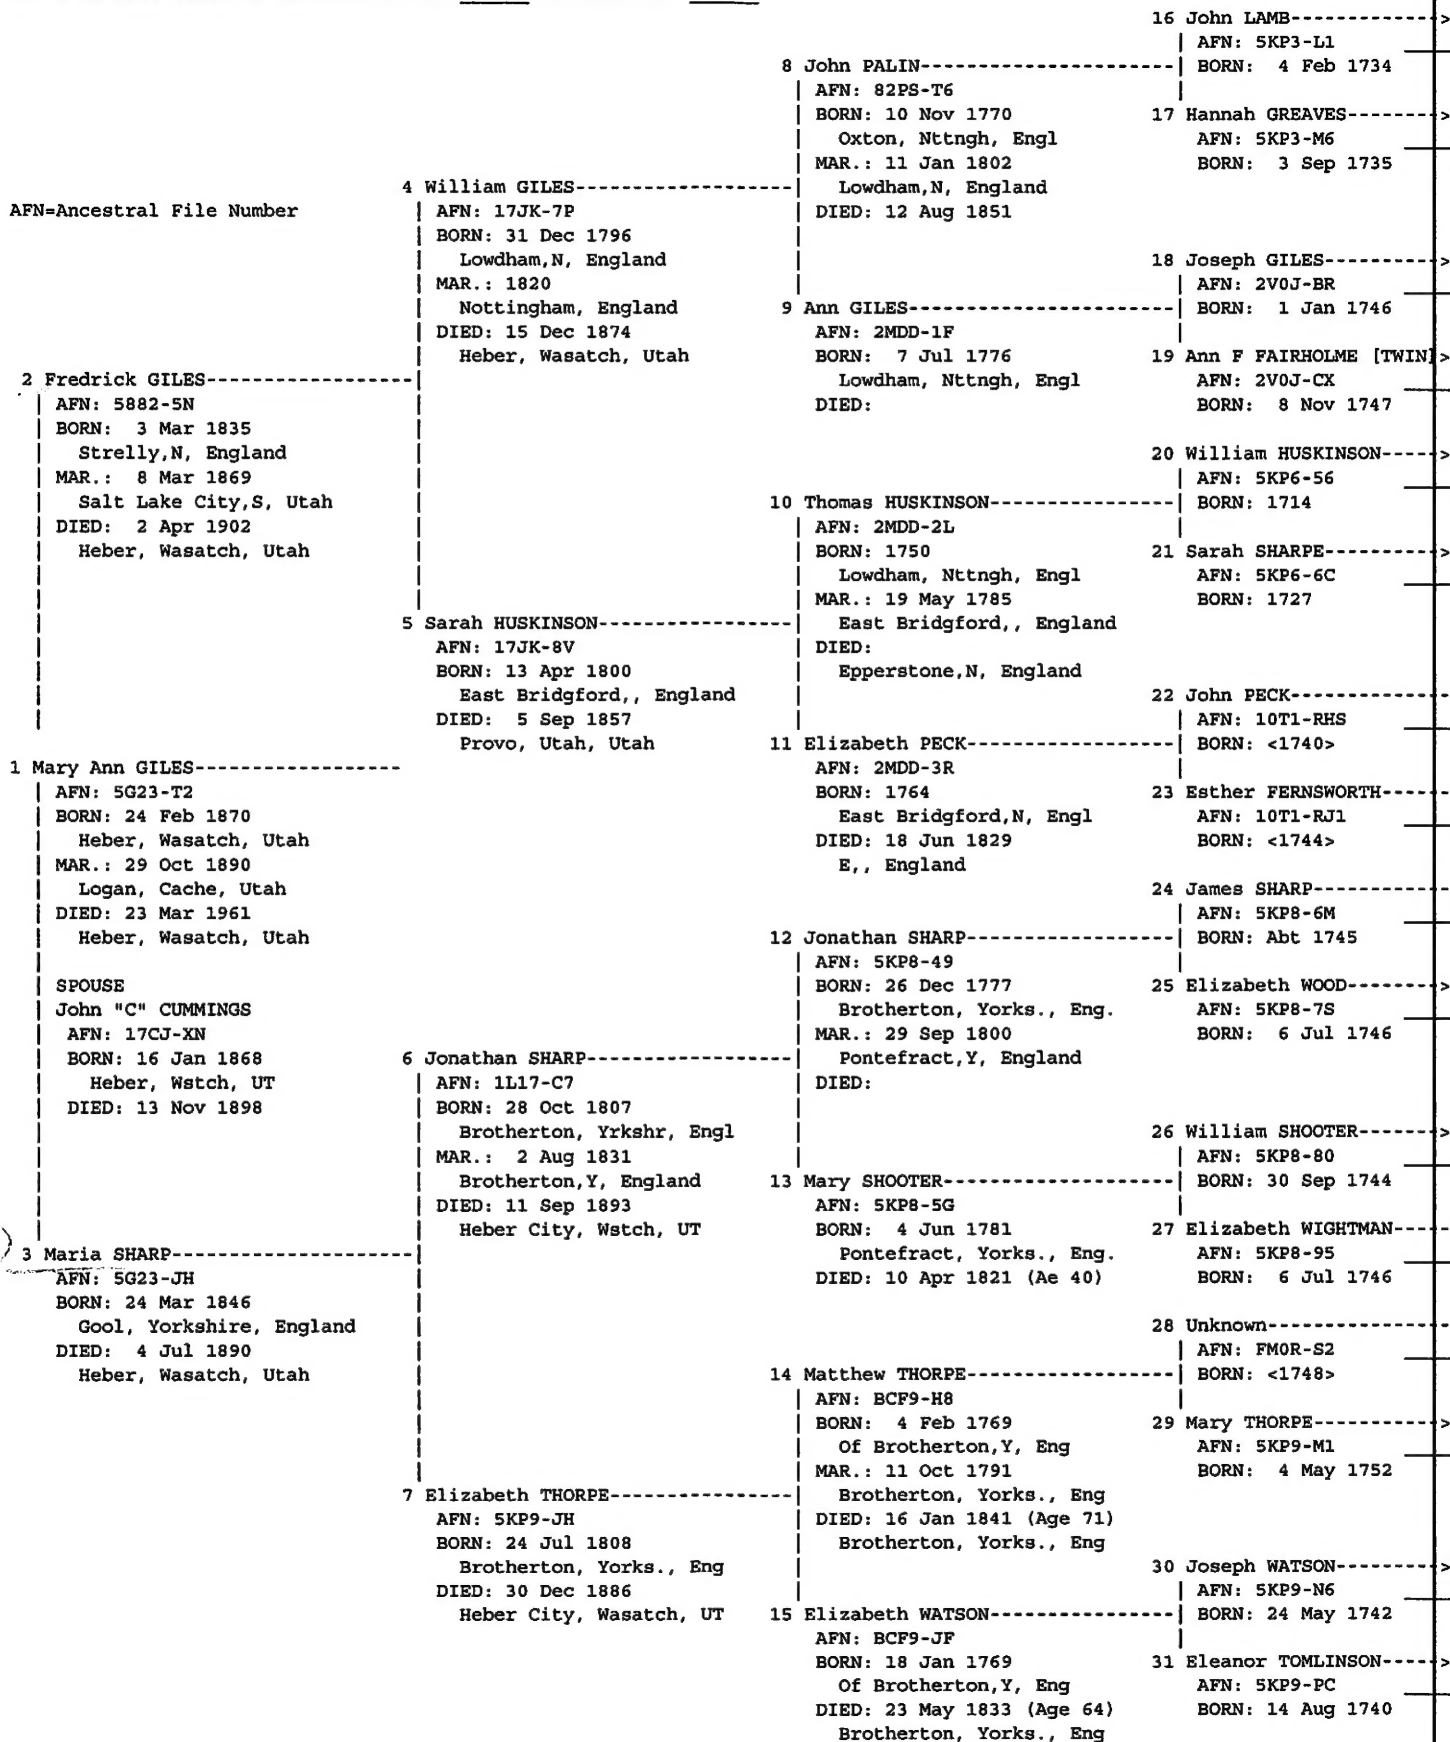 AFN=Ancestral File Number
1 Mary Ann GILES
AFN: 5G23-T2
BORN: 24 Feb 1870
Heber, Wasatch, Utah
MAR.: 29 Oct 1890
Logan, Cache, Utah
DIED: 23 Mar 1961
Heber, Wasatch, Utah
SPOUSE
John "C" CUMMINGS
AFN: 17CJ-XN
BORN: 16 Jan 1868
Heber, Wstch, UT
DIED: 13 Nov 1898
2 Fredrick GILES
AFN: 5882-5N
BORN: 3 Mar 1835
Strelly,N, England
MAR.: 8 Mar 1869
Salt Lake City,S, Utah
DIED: 2 Apr 1902
Heber, Wasatch, Utah
3 Maria SHARP
AFN: 5G23-JH
BORN: 24 Mar 1846
Gool, Yorkshire, England
DIED: 4 Jul 1890
Heber, Wasatch, Utah
4 William GILES
AFN: 17JK-7P
BORN: 31 Dec 1796
Lowdham,N, England
MAR.: 1820
Nottingham, England
DIED: 15 Dec 1874
Heber, Wasatch, Utah
5 Sarah HUSKINSON
AFN: 17JK-8V
BORN: 13 Apr 1800
East Bridgford,, England
DIED: 5 Sep 1857
Provo, Utah, Utah
6 Jonathan SHARP
AFN: 1L17-C7
BORN: 28 Oct 1807
Brotherton, Yrkshr, Engl
MAR.: 2 Aug 1831
Brotherton,Y, England
DIED: 11 Sep 1893
Heber City, Wstch, UT
7 Elizabeth THORPE
AFN: 5KP9-JH
BORN: 24 Jul 1808
Brotherton, Yorks., Eng
DIED: 30 Dec 1886
Heber City, Wasatch, UT
8 John PALIN
AFN: 82PS-T6
BORN: 10 Nov 1770
Oxton, Nttngh, Engl
MAR.: 11 Jan 1802
Lowdham,N, England
DIED: 12 Aug 1851
9 Ann GILES
AFN: 2MDD-1F
BORN: 7 Jul 1776
Lowdham, Nttngh, Engl
DIED:
10 Thomas HUSKINSON
AFN: 2MDD-2L
BORN: 1750
Lowdham, Nttngh, Engl
MAR.: 19 May 1785
East Bridgford,, England
DIED:
Epperstone,N, England
11 Elizabeth PECK
AFN: 2MDD-3R
BORN: 1764
East Bridgford,N, Engl
DIED: 18 Jun 1829
E,, England
12 Jonathan SHARP
AFN: 5KP8-49
BORN: 26 Dec 1777
Brotherton, Yorks., Eng.
MAR.: 29 Sep 1800
Pontefract,Y, England
DIED:
13 Mary SHOOTER
AFN: 5KP8-5G
BORN: 4 Jun 1781
Pontefract, Yorks., Eng.
DIED: 10 Apr 1821 (Ae 40)
14 Matthew THORPE
AFN: BCF9-H8
BORN: 4 Feb 1769
Of Brotherton,Y, Eng
MAR.: 11 Oct 1791
Brotherton, Yorks., Eng
DIED: 16 Jan 1841 (Age 71)
Brotherton, Yorks., Eng
15 Elizabeth WATSON
AFN: BCF9-JF
BORN: 18 Jan 1769
Of Brotherton,Y, Eng
DIED: 23 May 1833 (Age 64)
Brotherton, Yorks., Eng
16 John LAMB
AFN: 5KP3-L1
BORN: 4 Feb 1734
17 Hannah GREAVES
AFN: 5KP3-M6
BORN: 3 Sep 1735
18 Joseph GILES
AFN: 2V0J-BR
BORN: 1 Jan 1746
19 Ann F FAIRHOLME [TWIN]
AFN: 2V0J-CX
BORN: 8 Nov 1747
20 William HUSKINSON
AFN: 5KP6-56
BORN: 1714
21 Sarah SHARPE
AFN: 5KP6-6C
BORN: 1727
22 John PECK
AFN: 10T1-RHS
BORN: <1740>
23 Esther FERNSWORTH
AFN: 10T1-RJ1
BORN: <1744>
24 James SHARP
AFN: 5KP8-6M
BORN: Abt 1745
25 Elizabeth WOOD
AFN: 5KP8-7S
BORN: 6 Jul 1746
26 William SHOOTER
AFN: 5KP8-80
BORN: 30 Sep 1744
27 Elizabeth WIGHTMAN
AFN: 5KP8-95
BORN: 6 Jul 1746
28 Unknown
AFN: FM0R-S2
BORN: <1748>
29 Mary THORPE
AFN: 5KP9-M1
BORN: 4 May 1752
30 Joseph WATSON
AFN: 5KP9-N6
BORN: 24 May 1742
31 Eleanor TOMLINSON
AFN: 5KP9-PC
BORN: 14 Aug 1740